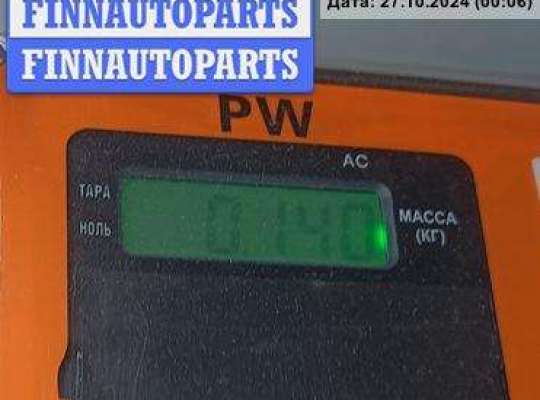 FINNAUTOPARTS
Дата: 27.10.2024 (00:06)
FINNAUTOPARTS
PW
AC
ТАРА
НОЛЬ
0.140
МАССА
(КГ)